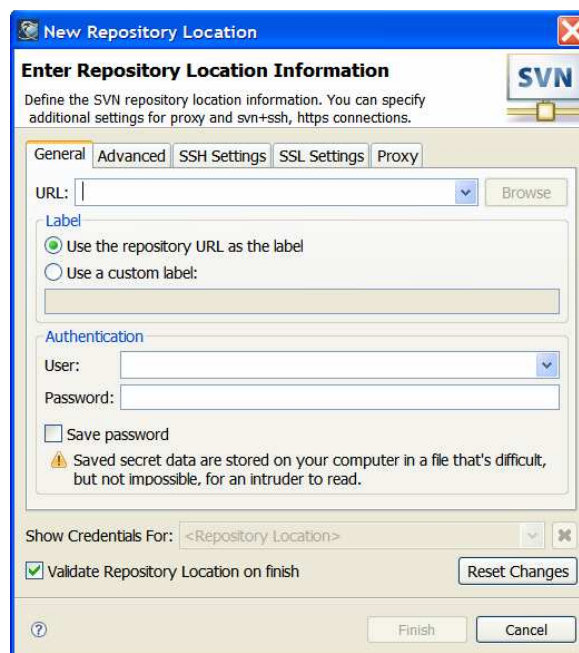 New Repository Location
Enter Repository Location Information
SVN
Define the SVN repository location information. You can specify
additional settings for proxy and svn+ssh, https connections.
General Advanced SSH Settings SSL Settings Proxy
URL: Browse
Label
Use the repository URL as the label
Use a custom label:
Authentication
User:
Password:
Save password
Saved secret data are stored on your computer in a file that's difficult,
but not impossible, for an intruder to read.
Show Credentials For: <Repository Location>
Validate Repository Location on finish Reset Changes
? Finish Cancel